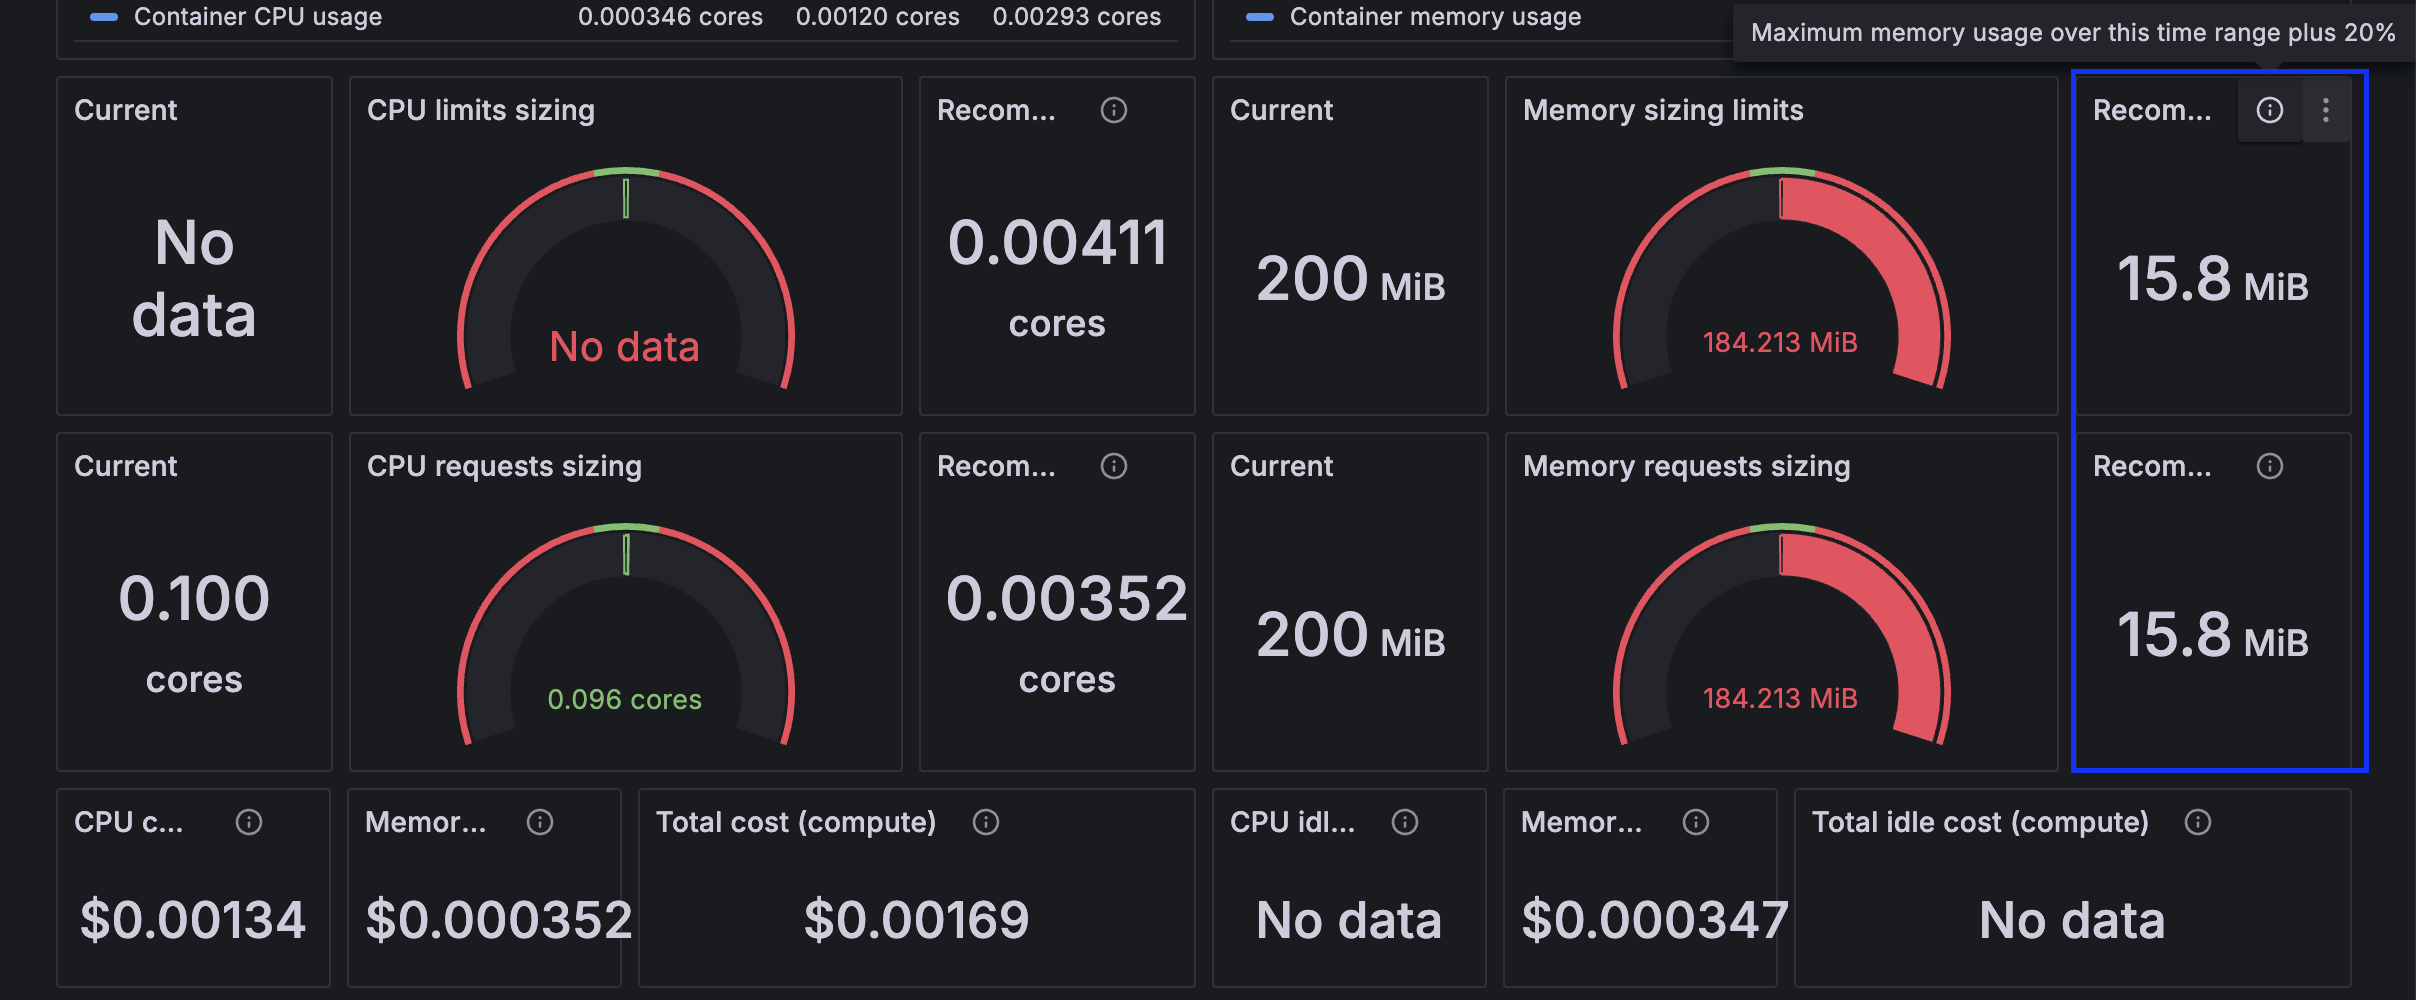 Container CPU usage 0.000346 cores 0.00120 cores 0.00293 cores
Container memory usage
Maximum memory usage over this time range plus 20%
Current
No
data
CPU limits sizing
No data
Recom...
0.00411
cores
Current
200 MiB
Memory sizing limits
184.213 MiB
Recom...
15.8 MiB
Current
0.100
cores
CPU requests sizing
0.096 cores
Recom...
0.00352
cores
Current
200 MiB
Memory requests sizing
184.213 MiB
Recom...
15.8 MiB
CPU c...
$0.00134
Memor...
$0.000352
Total cost (compute)
$0.00169
CPU idl...
No data
Memor...
$0.000347
Total idle cost (compute)
No data